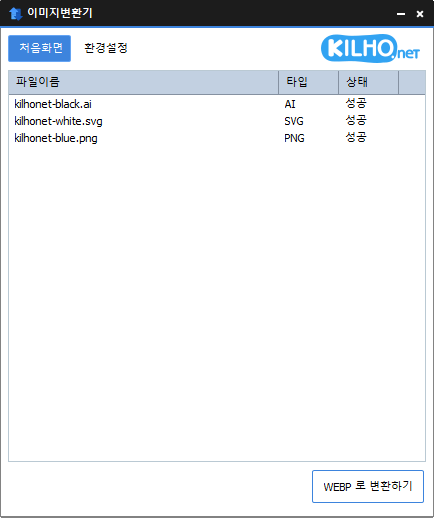 이미지변환기
처음화면 환경설정 KILHO.net
파일이름 타입 상태
kilhonet-black.ai AI 성공
kilhonet-white.svg SVG 성공
kilhonet-blue.png PNG 성공
WEBP 로 변환하기